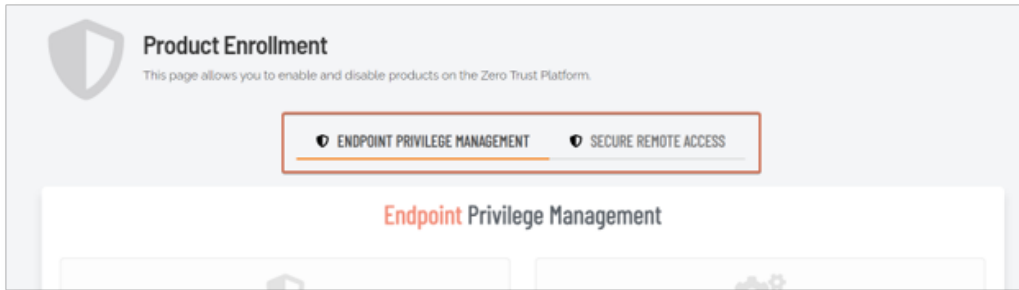 Product Enrollment
This page allows you to enable and disable products on the Zero Trust Platform.
ENDPOINT PRIVILEGE MANAGEMENT
SECURE REMOTE ACCESS
Endpoint Privilege Management